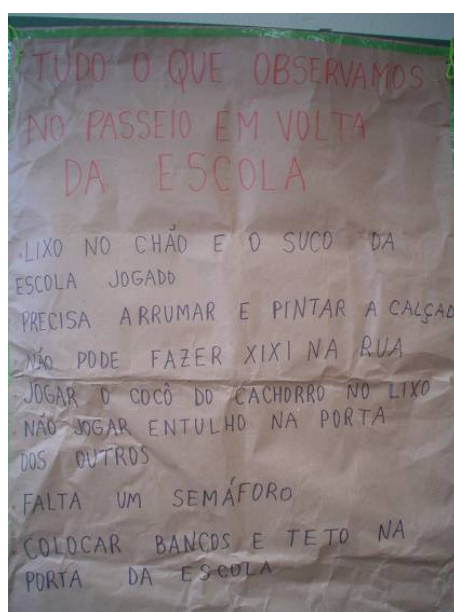 TUDO O QUE OBSERVAMOS
NO PASSEIO EM VOLTA
DA ESCOLA
· LIXO NO CHÃO E O SUCO DA
ESCOLA JOGADO
PRECISA ARRUMAR E PINTAR A CALÇAD
· NÃO PODE FAZER XIXI NA RUA
· JOGAR O COCÔ DO CACHORRO NO LIXO
· NÃO JOGAR ENTULHO NA PORTA
DOS OUTROS
· FALTA UM SEMÁFORO
· COLOCAR BANCOS E TETO NA
PORTA DA ESCOLA